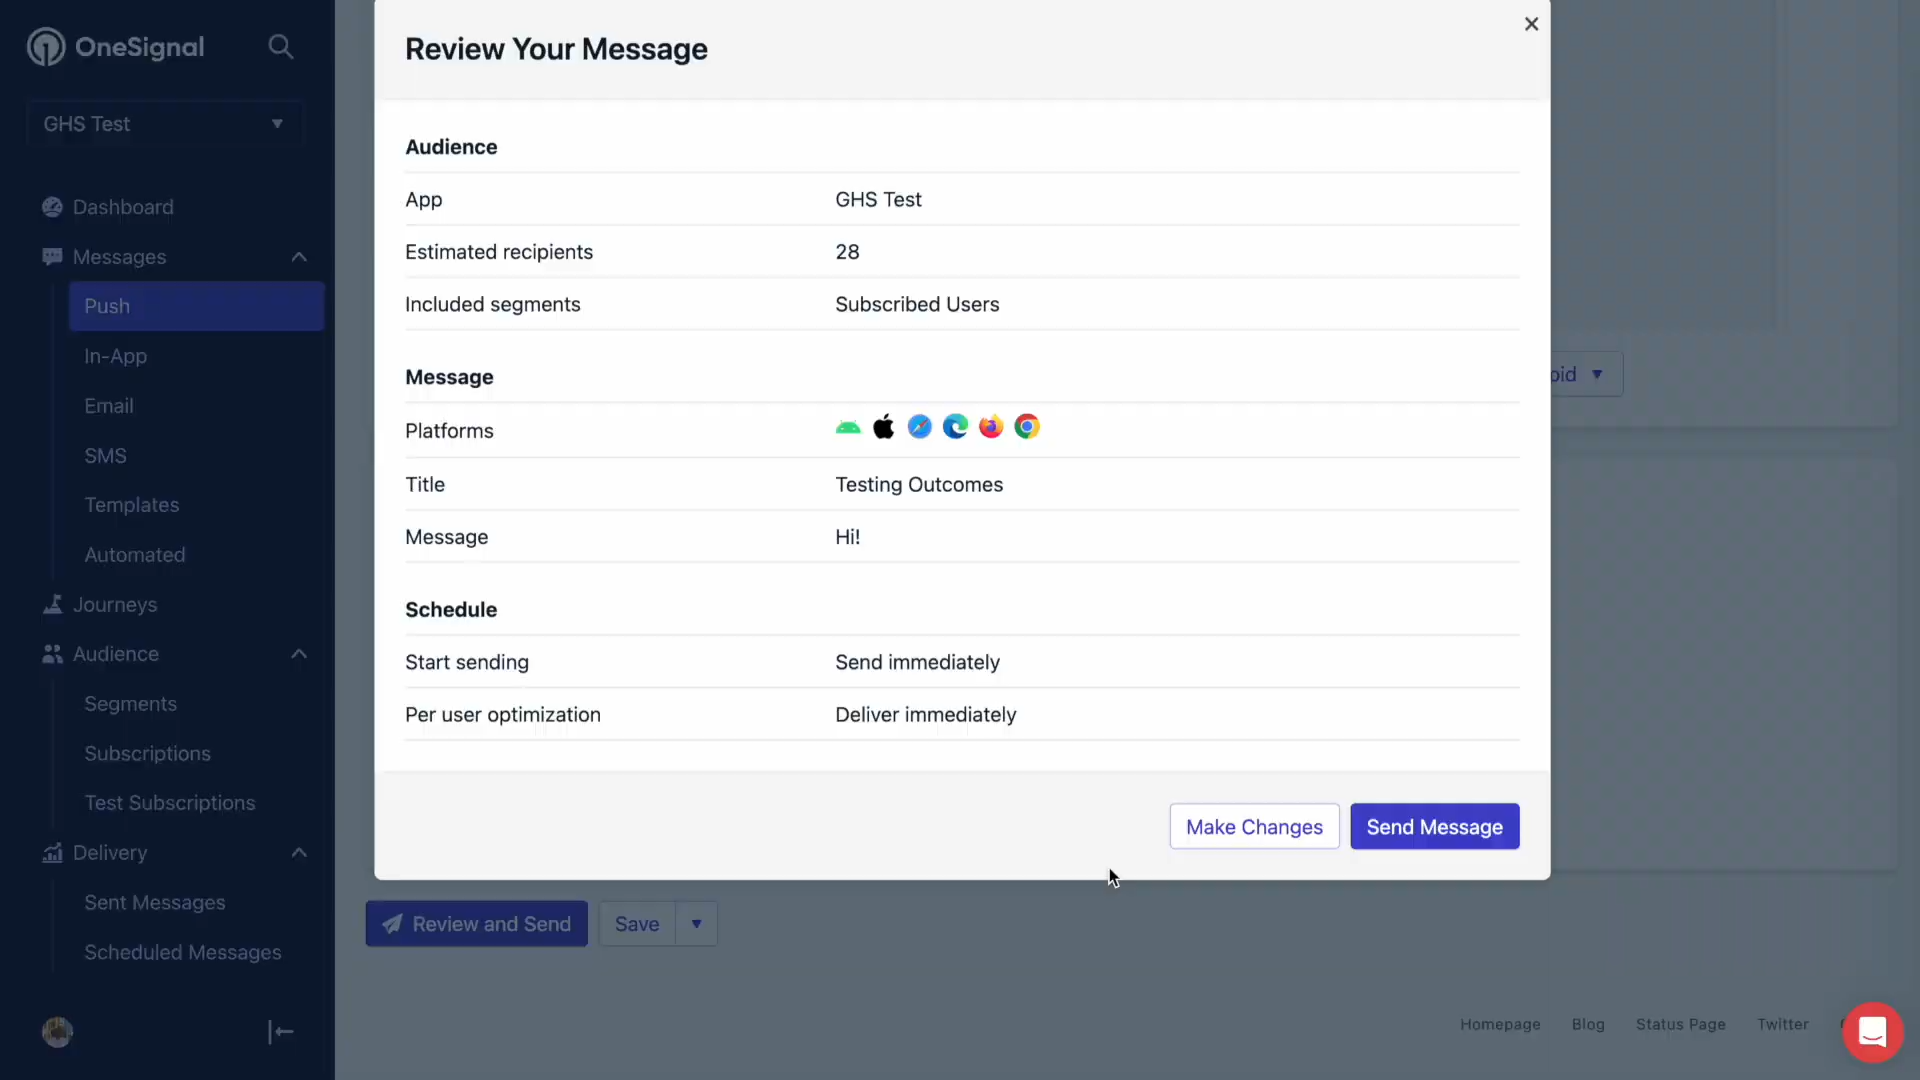 OneSignal
GHS Test
Dashboard
Messages
Push
In-App
Email
SMS
Templates
Automated
Journeys
Audience
Segments
Subscriptions
Test Subscriptions
Delivery
Sent Messages
Scheduled Messages
Review Your Message
Audience
App GHS Test
Estimated recipients 28
Included segments Subscribed Users
Message
Platforms
Title Testing Outcomes
Message Hi!
Schedule
Start sending Send immediately
Per user optimization Deliver immediately
Make Changes Send Message
Review and Send Save
Homepage Blog Status Page Twitter